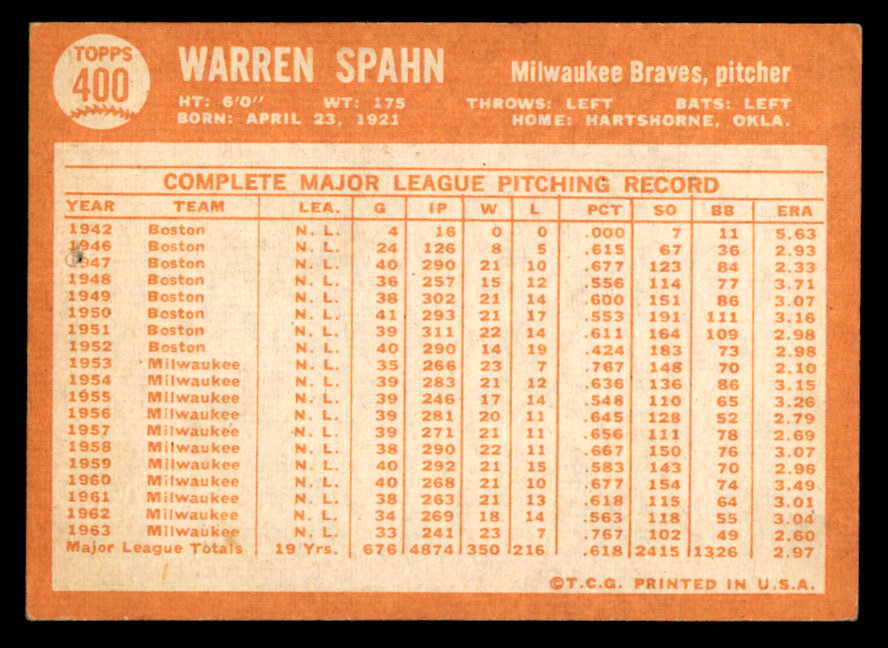 TOPPS
400
WARREN SPAHN
Milwaukee Braves, pitcher
HT: 6'0" WT: 175 THROWS: LEFT BATS: LEFT
BORN: APRIL 23, 1921 HOME: HARTSHORNE, OKLA.
COMPLETE MAJOR LEAGUE PITCHING RECORD
YEAR TEAM LEA. G IP W L PCT SO BB ERA
1942 Boston N. L. 4 16 0 0 .000 7 11 5.63
1946 Boston N. L. 24 126 8 5 .615 67 36 2.93
1947 Boston N. L. 40 290 21 10 .677 123 84 2.33
1948 Boston N. L. 36 257 15 12 .556 114 77 3.71
1949 Boston N. L. 38 302 21 14 .600 151 86 3.07
1950 Boston N. L. 41 293 21 17 .553 191 111 3.16
1951 Boston N. L. 39 311 22 14 .611 164 109 2.98
1952 Boston N. L. 40 290 14 19 .424 183 73 2.98
1953 Milwaukee N. L. 35 266 23 7 .767 148 70 2.10
1954 Milwaukee N. L. 39 283 21 12 .636 136 86 3.15
1955 Milwaukee N. L. 39 246 17 14 .548 110 65 3.26
1956 Milwaukee N. L. 39 281 20 11 .645 128 52 2.79
1957 Milwaukee N. L. 39 271 21 11 .656 111 78 2.69
1958 Milwaukee N. L. 38 290 22 11 .667 150 76 3.07
1959 Milwaukee N. L. 40 292 21 15 .583 143 70 2.96
1960 Milwaukee N. L. 40 268 21 10 .677 154 74 3.49
1961 Milwaukee N. L. 38 263 21 13 .618 115 64 3.01
1962 Milwaukee N. L. 34 269 18 14 .563 118 55 3.04
1963 Milwaukee N. L. 33 241 23 7 .767 102 49 2.60
Major League Totals 19 Yrs. 676 4874 350 216 .618 2415 1326 2.97
©T.C.G. PRINTED IN U.S.A.